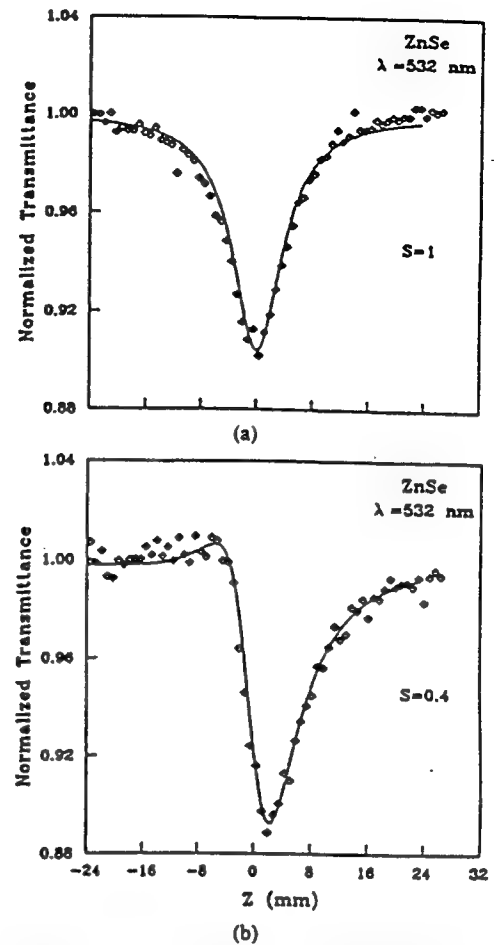 1.04
ZnSe
λ =532 nm
1.00
0.96
S=1
0.92
0.88
Normalized Transmittance
(a)
1.04
ZnSe
λ =532 nm
1.00
0.96
S=0.4
0.92
0.88
Normalized Transmittance
-24 -16 -8 0 8 16 24 32
Z (mm)
(b)